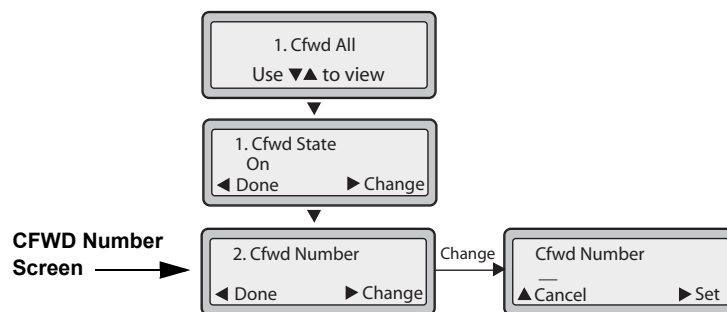 1. Cfwd All
Use ▼▲ to view
▼
1. Cfwd State
On
◀ Done ▶ Change
▼
CFWD Number
Screen
2. Cfwd Number
◀ Done ▶ Change
Change
Cfwd Number
__
▲ Cancel ▶ Set